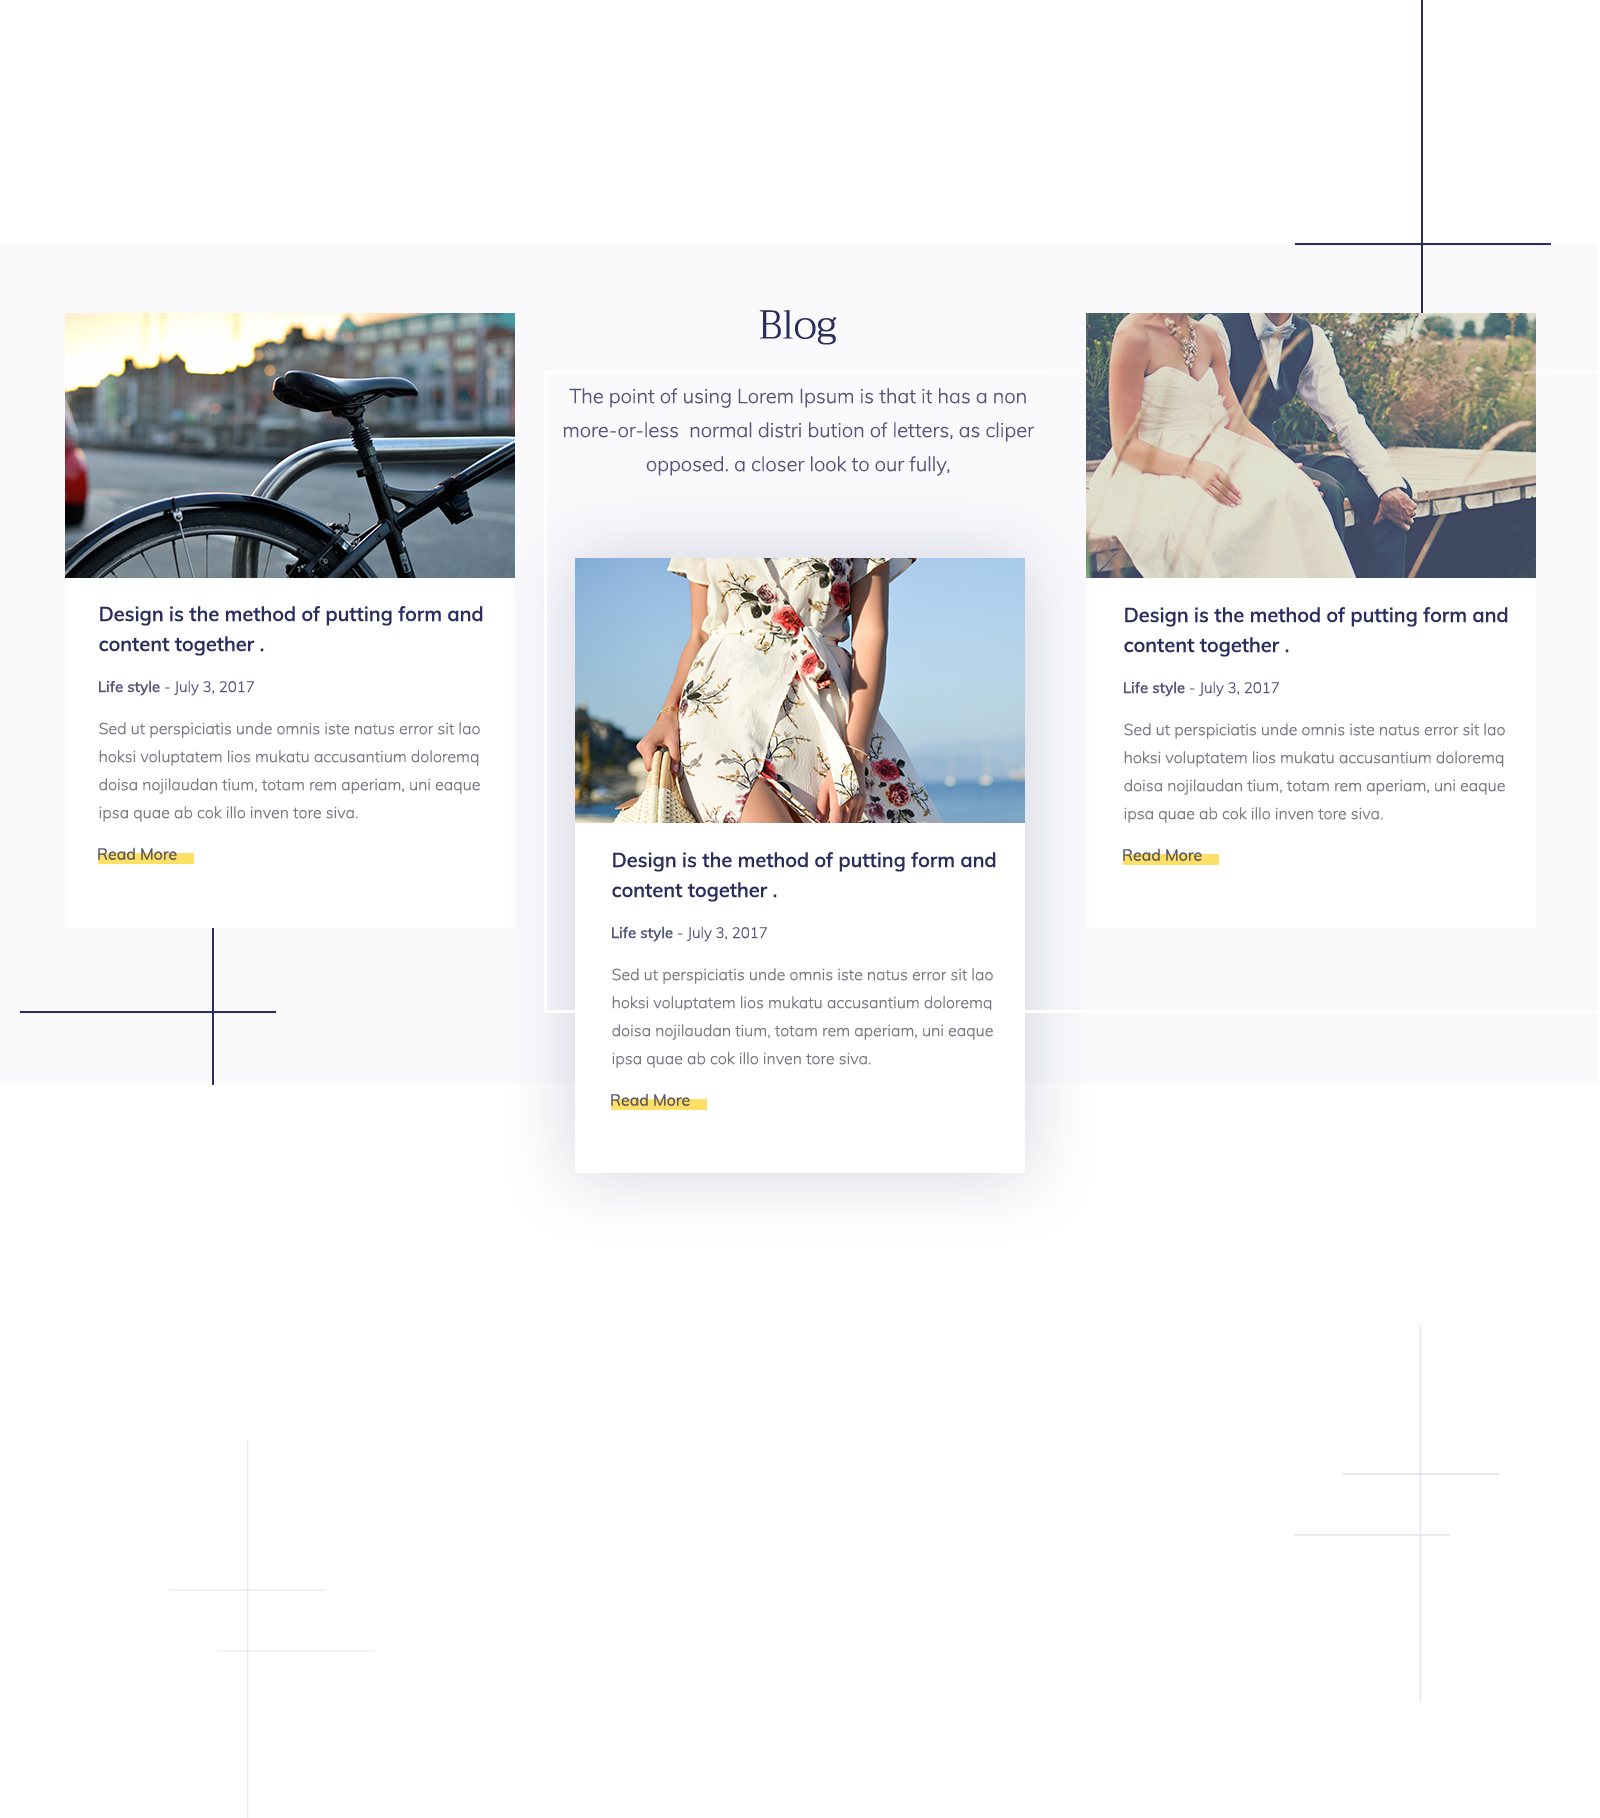 Blog
The point of using Lorem Ipsum is that it has a non
more-or-less  normal distri bution of letters, as cliper
opposed. a closer look to our fully,
Design is the method of putting form and
content together .
Life style - July 3, 2017
Sed ut perspiciatis unde omnis iste natus error sit lao
hoksi voluptatem lios mukatu accusantium doloremq
doisa nojilaudan tium, totam rem aperiam, uni eaque
ipsa quae ab cok illo inven tore siva.
Read More
Design is the method of putting form and
content together .
Life style - July 3, 2017
Sed ut perspiciatis unde omnis iste natus error sit lao
hoksi voluptatem lios mukatu accusantium doloremq
doisa nojilaudan tium, totam rem aperiam, uni eaque
ipsa quae ab cok illo inven tore siva.
Read More
Design is the method of putting form and
content together .
Life style - July 3, 2017
Sed ut perspiciatis unde omnis iste natus error sit lao
hoksi voluptatem lios mukatu accusantium doloremq
doisa nojilaudan tium, totam rem aperiam, uni eaque
ipsa quae ab cok illo inven tore siva.
Read More